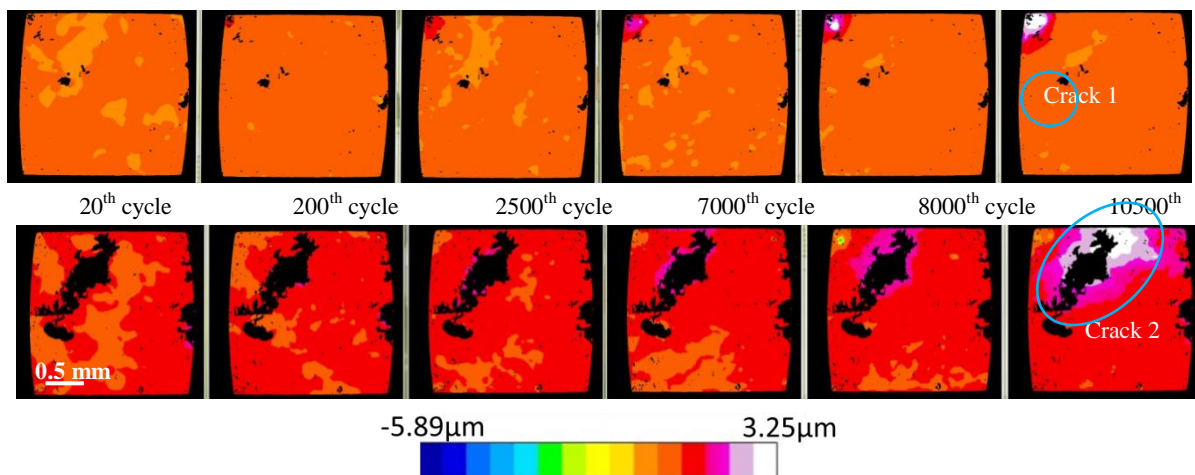 Crack 1
20th cycle 200th cycle 2500th cycle 7000th cycle 8000th cycle 10500th
Crack 2
0.5 mm
-5.89µm 3.25µm